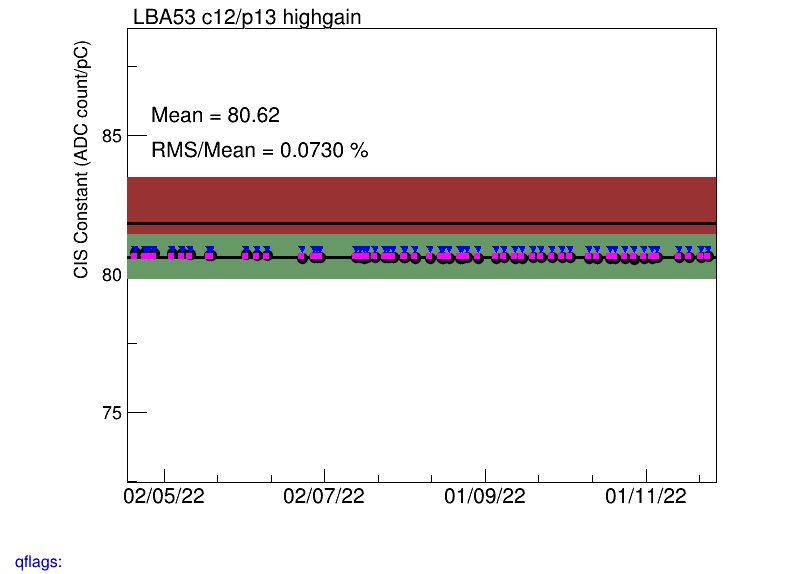 LBA53 c12/p13 highgain
CIS Constant (ADC count/pC)
Mean = 80.62
RMS/Mean = 0.0730 %
85
80
75
02/05/22
02/07/22
01/09/22
01/11/22
qflags: